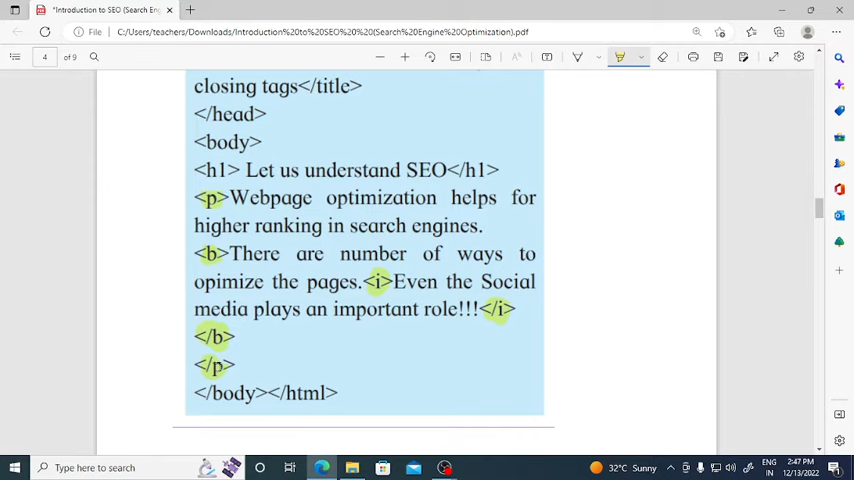 *Introduction to SEO (Search Eng
File
C:/Users/teachers/Downloads/Introduction%20to%20SEO%20%20(Search%20Engine%20Optimization).pdf
4 of 9
closing tags</title>
</head>
<body>
<h1> Let us understand SEO</h1>
<p>Webpage optimization helps for
higher ranking in search engines.
<b>There are number of ways to
opimize the pages.<i>Even the Social
media plays an important role!!!</i>
</b>
</p>
</body></html>
Type here to search
32°C Sunny
ENG
IN
2:47 PM
12/13/2022